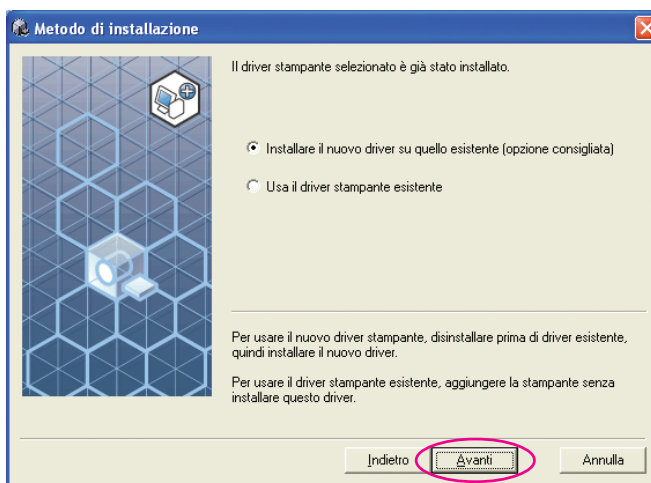 Metodo di installazione
Il driver stampante selezionato è già stato installato.
Installare il nuovo driver su quello esistente (opzione consigliata)
Usa il driver stampante esistente
Per usare il nuovo driver stampante, disinstallare prima di driver esistente,
quindi installare il nuovo driver.
Per usare il driver stampante esistente, aggiungere la stampante senza
installare questo driver.
Indietro
Avanti
Annulla